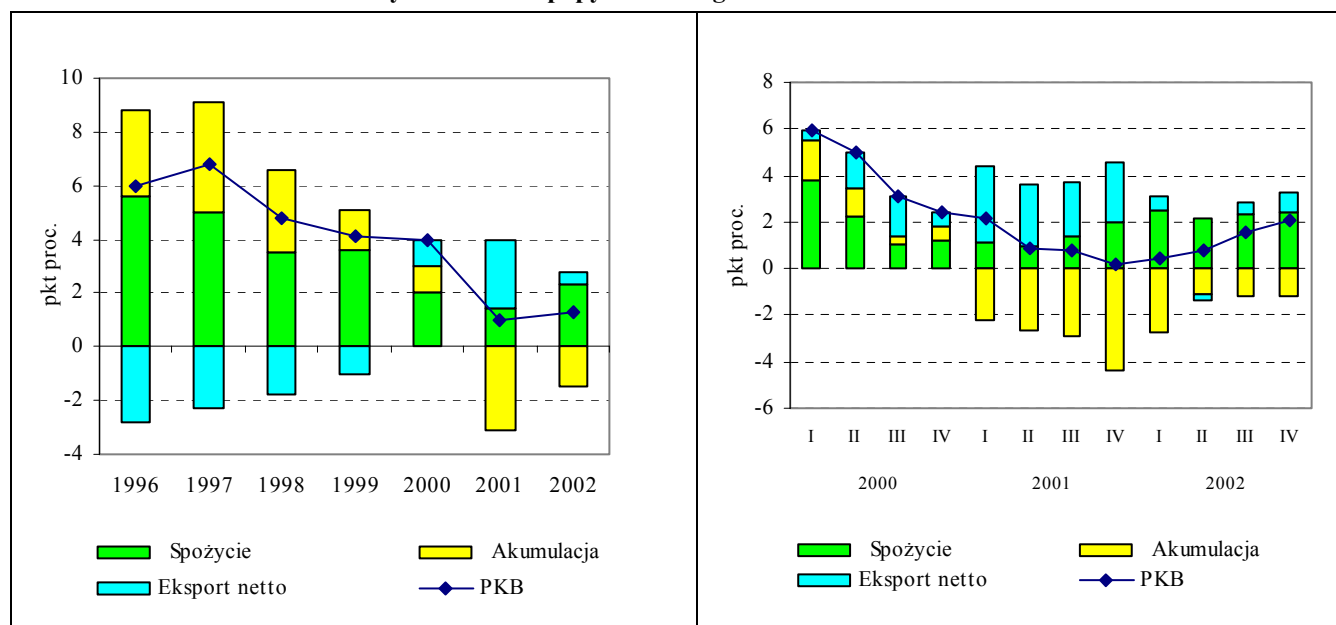 pkt proc.
10
8
6
4
2
0
-2
-4
1996 1997 1998 1999 2000 2001 2002
Spożycie Akumulacja
Eksport netto PKB
pkt proc.
8
6
4
2
0
-2
-4
-6
I II III IV I II III IV I II III IV
2000 2001 2002
Spożycie Akumulacja
Eksport netto PKB